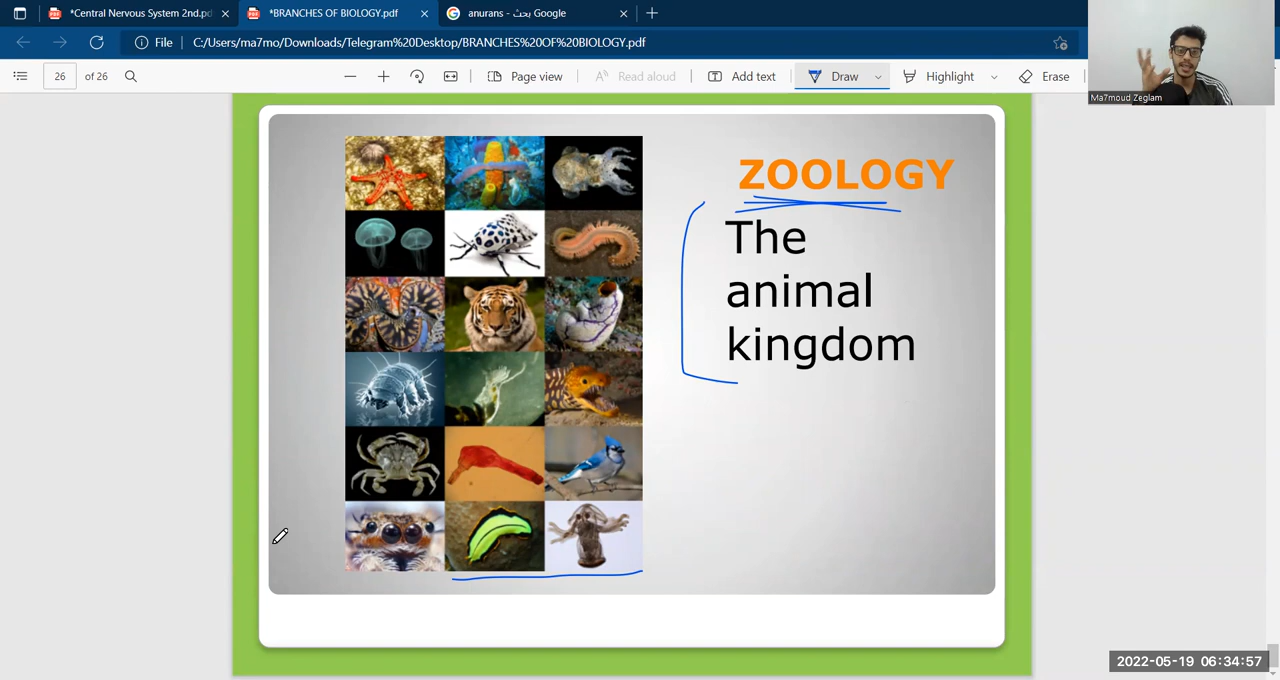 *Central Nervous System 2nd.pd
*BRANCHES OF BIOLOGY.pdf
anurans - بحث Google
File
C:/Users/ma7mo/Downloads/Telegram%20Desktop/BRANCHES%20OF%20BIOLOGY.pdf
26 of 26
Page view
Read aloud
Add text
Draw
Highlight
Erase
Ma7moud Zeglam
ZOOLOGY
The
animal
kingdom
2022-05-19 06:34:57